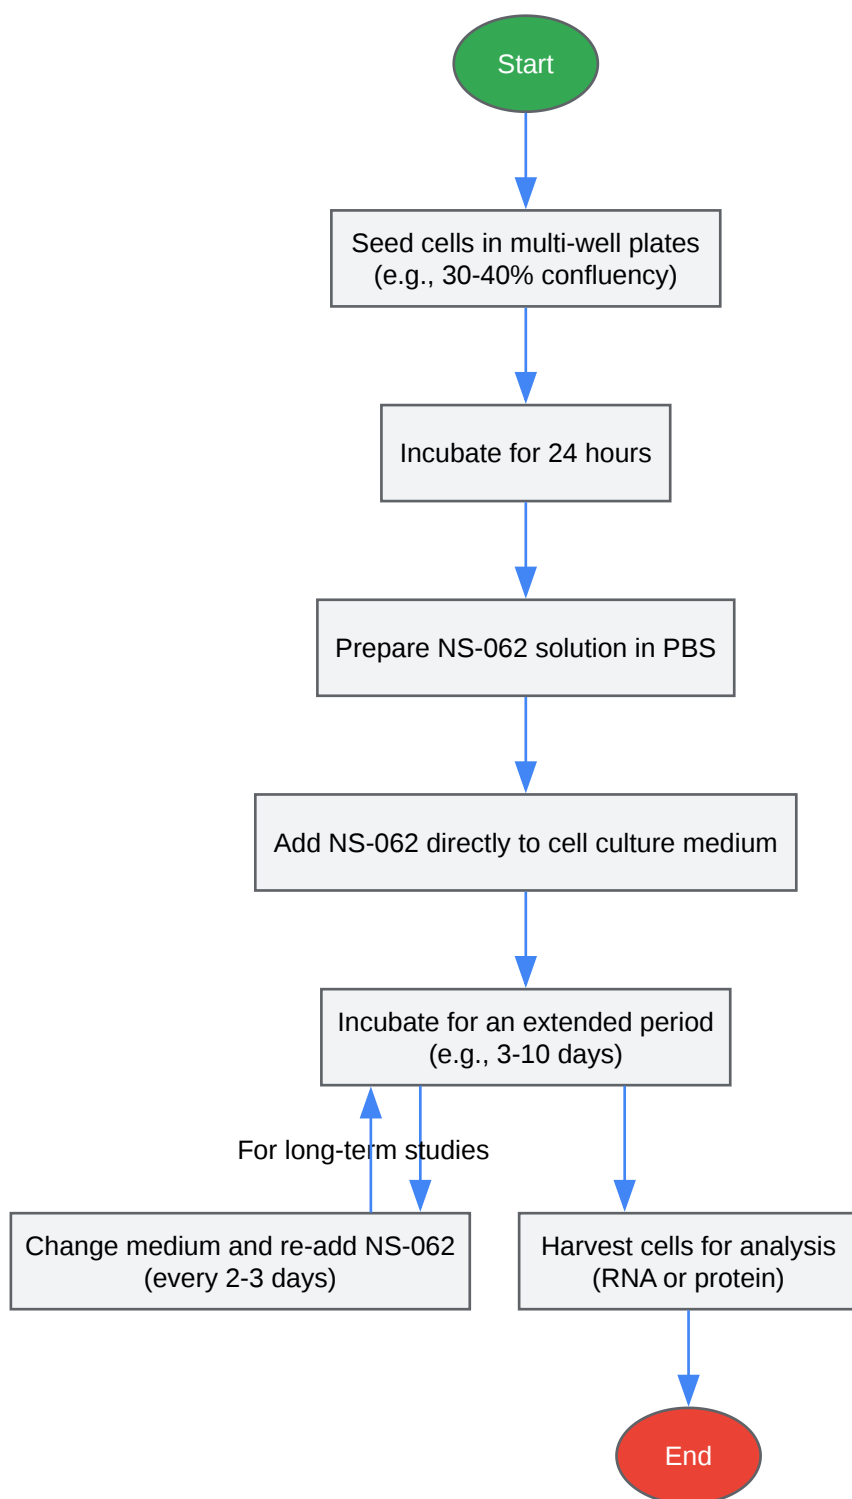 Start
Seed cells in multi-well plates
(e.g., 30-40% confluency)
Incubate for 24 hours
Prepare NS-062 solution in PBS
Add NS-062 directly to cell culture medium
Incubate for an extended period
(e.g., 3-10 days)
For long-term studies
Change medium and re-add NS-062
(every 2-3 days)
Harvest cells for analysis
(RNA or protein)
End